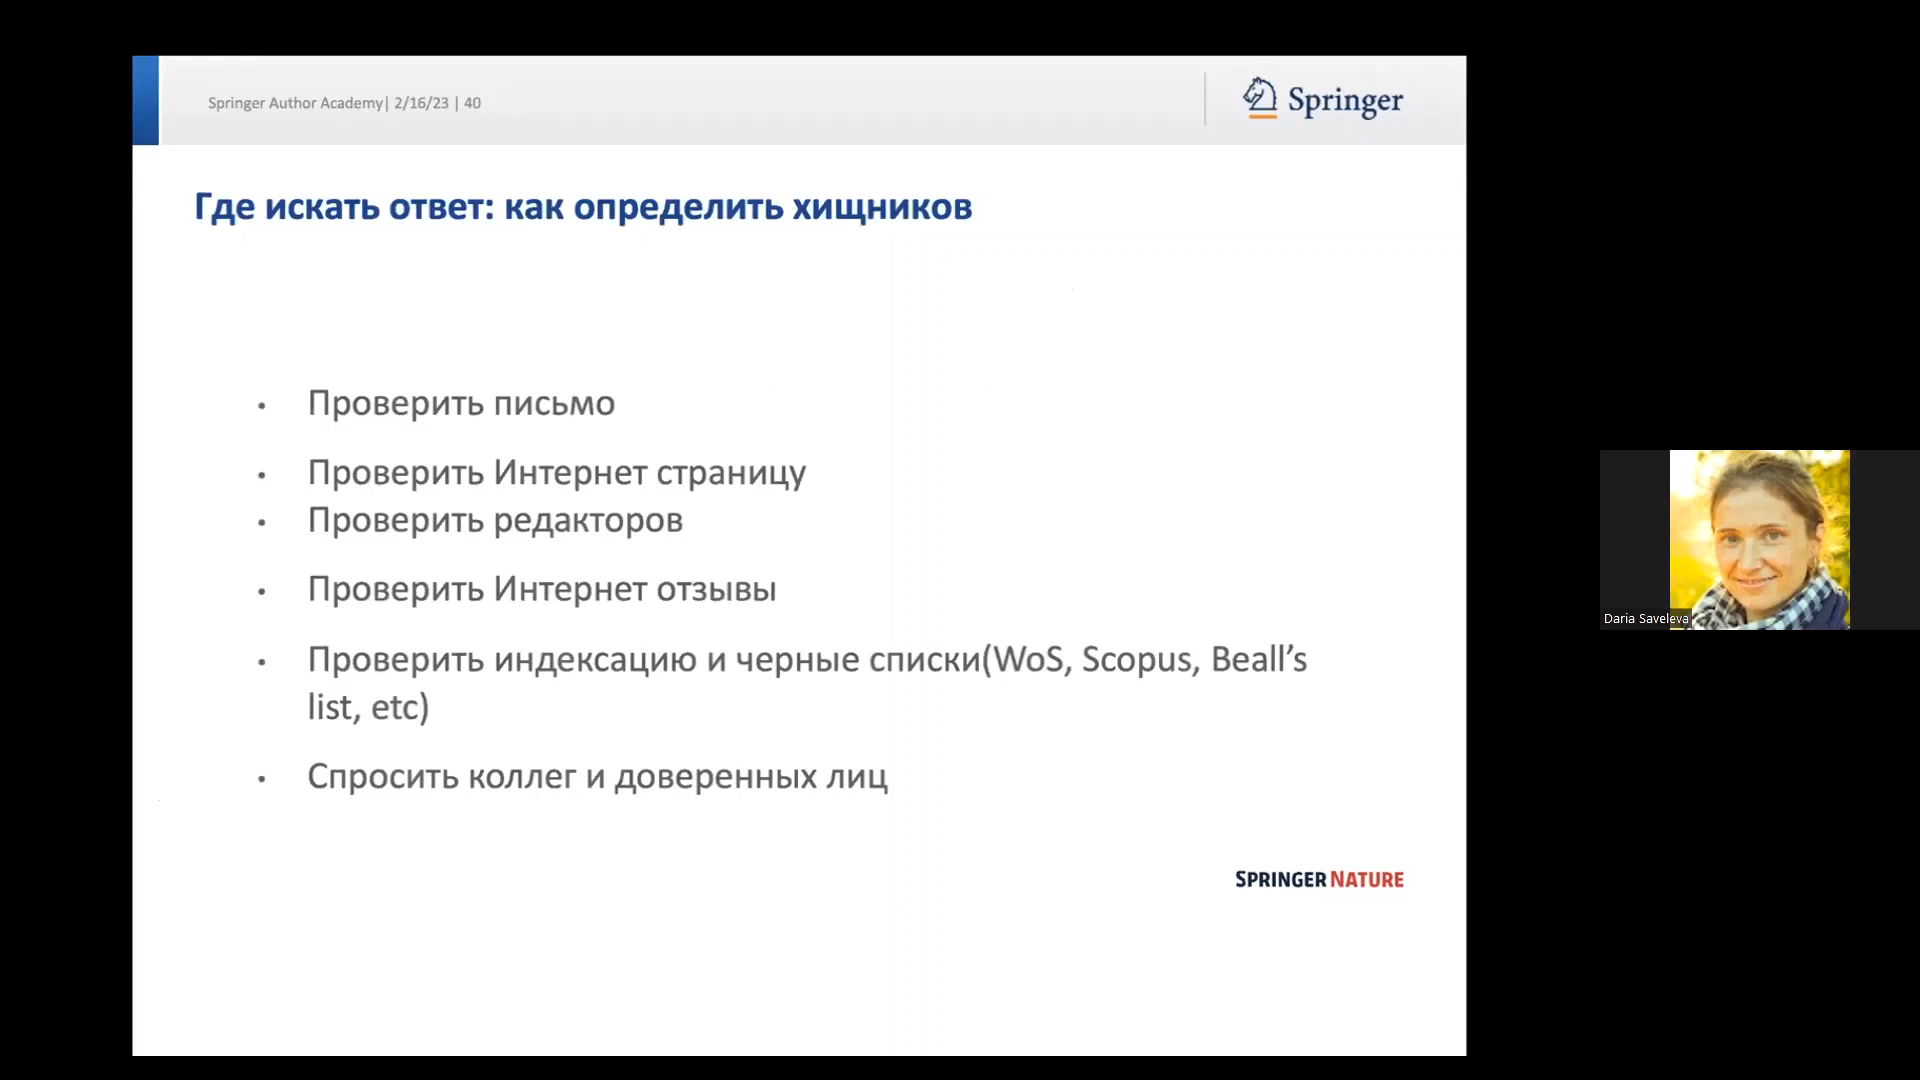 Springer Author Academy| 2/16/23 | 40
Springer
Где искать ответ: как определить хищников
• Проверить письмо
• Проверить Интернет страницу
• Проверить редакторов
• Проверить Интернет отзывы
• Проверить индексацию и черные списки(WoS, Scopus, Beall’s
list, etc)
• Спросить коллег и доверенных лиц
SPRINGER NATURE
Daria Saveleva